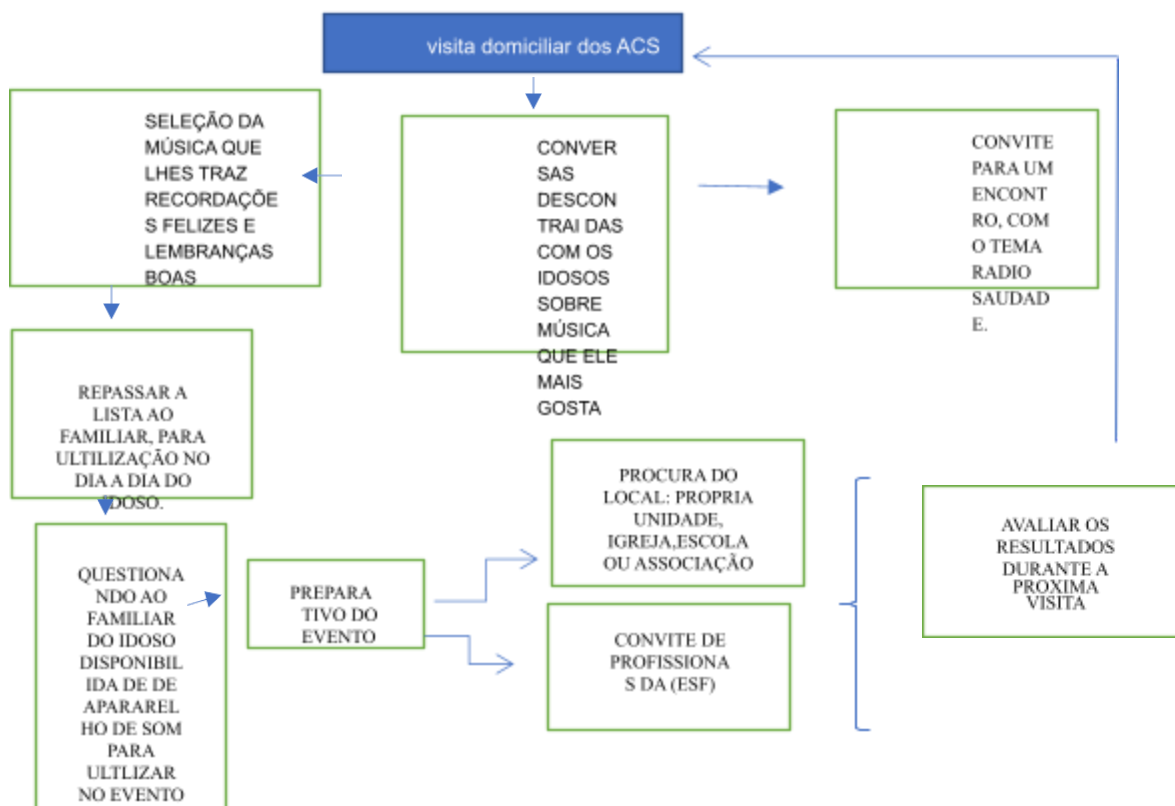 visita domiciliar dos ACS
SELEÇÃO DA
MÚSICA QUE
LHES TRAZ
RECORDAÇÕE
S FELIZES E
LEMBRANÇAS
BOAS
CONVER
SAS
DESCON
TRAI DAS
COM OS
IDOSOS
SOBRE
MÚSICA
QUE ELE
MAIS
GOSTA
CONVITE
PARA UM
ENCONT
RO, COM
O TEMA
RADIO
SAUDAD
E.
REPASSAR A
LISTA AO
FAMILIAR, PARA
ULTILIZAÇÃO NO
DIA A DIA DO
IDOSO.
QUESTIONA
NDO AO
FAMILIAR
DO IDOSO
DISPONIBIL
IDA DE DE
APARAREL
HO DE SOM
PARA
ULTLIZAR
NO EVENTO
PREPARA
TIVO DO
EVENTO
PROCURA DO
LOCAL: PROPRIA
UNIDADE,
IGREJA,ESCOLA
OU ASSOCIAÇÃO
CONVITE DE
PROFISSIONA
S DA (ESF)
AVALIAR OS
RESULTADOS
DURANTE A
PROXIMA
VISITA